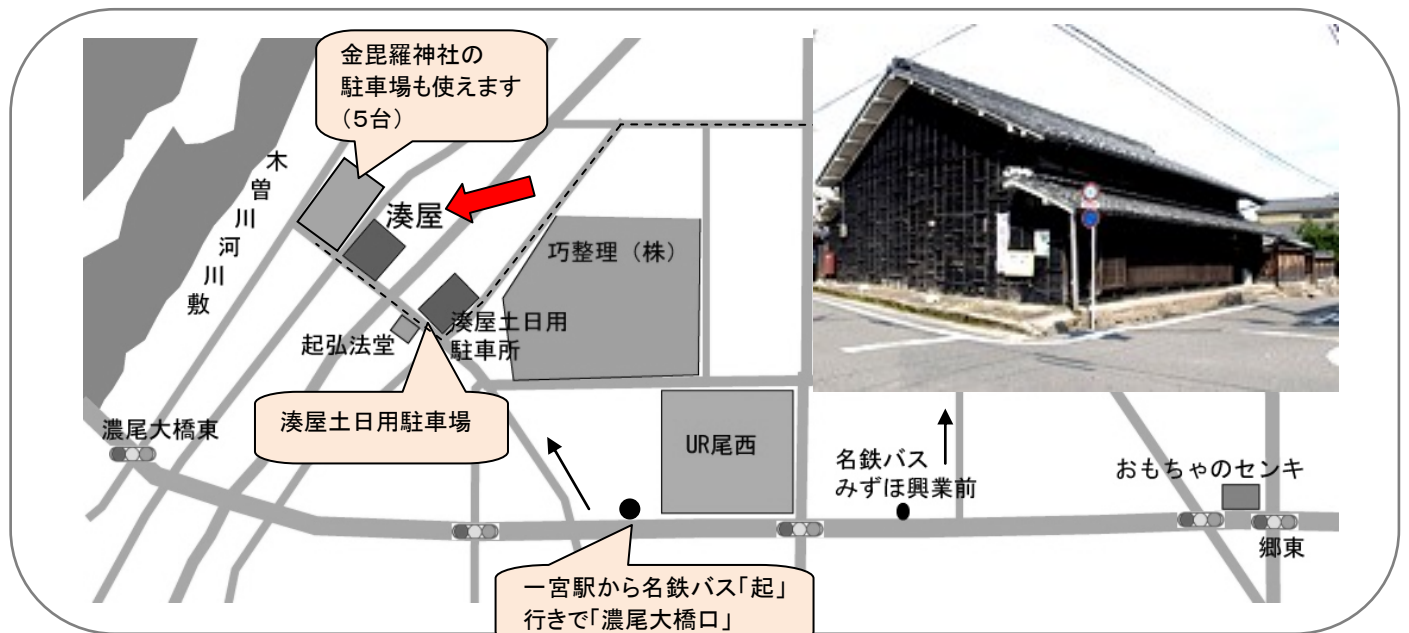 金毘羅神社の
駐車場も使えます
(5台)
木曽川河川敷
湊屋
巧整理（株）
湊屋土日用
駐車所
起弘法堂
湊屋土日用駐車場
濃尾大橋東
UR尾西
名鉄バス
みずほ興業前
おもちゃのセンキ
郷東
一宮駅から名鉄バス「起」
行きで「濃尾大橋口」